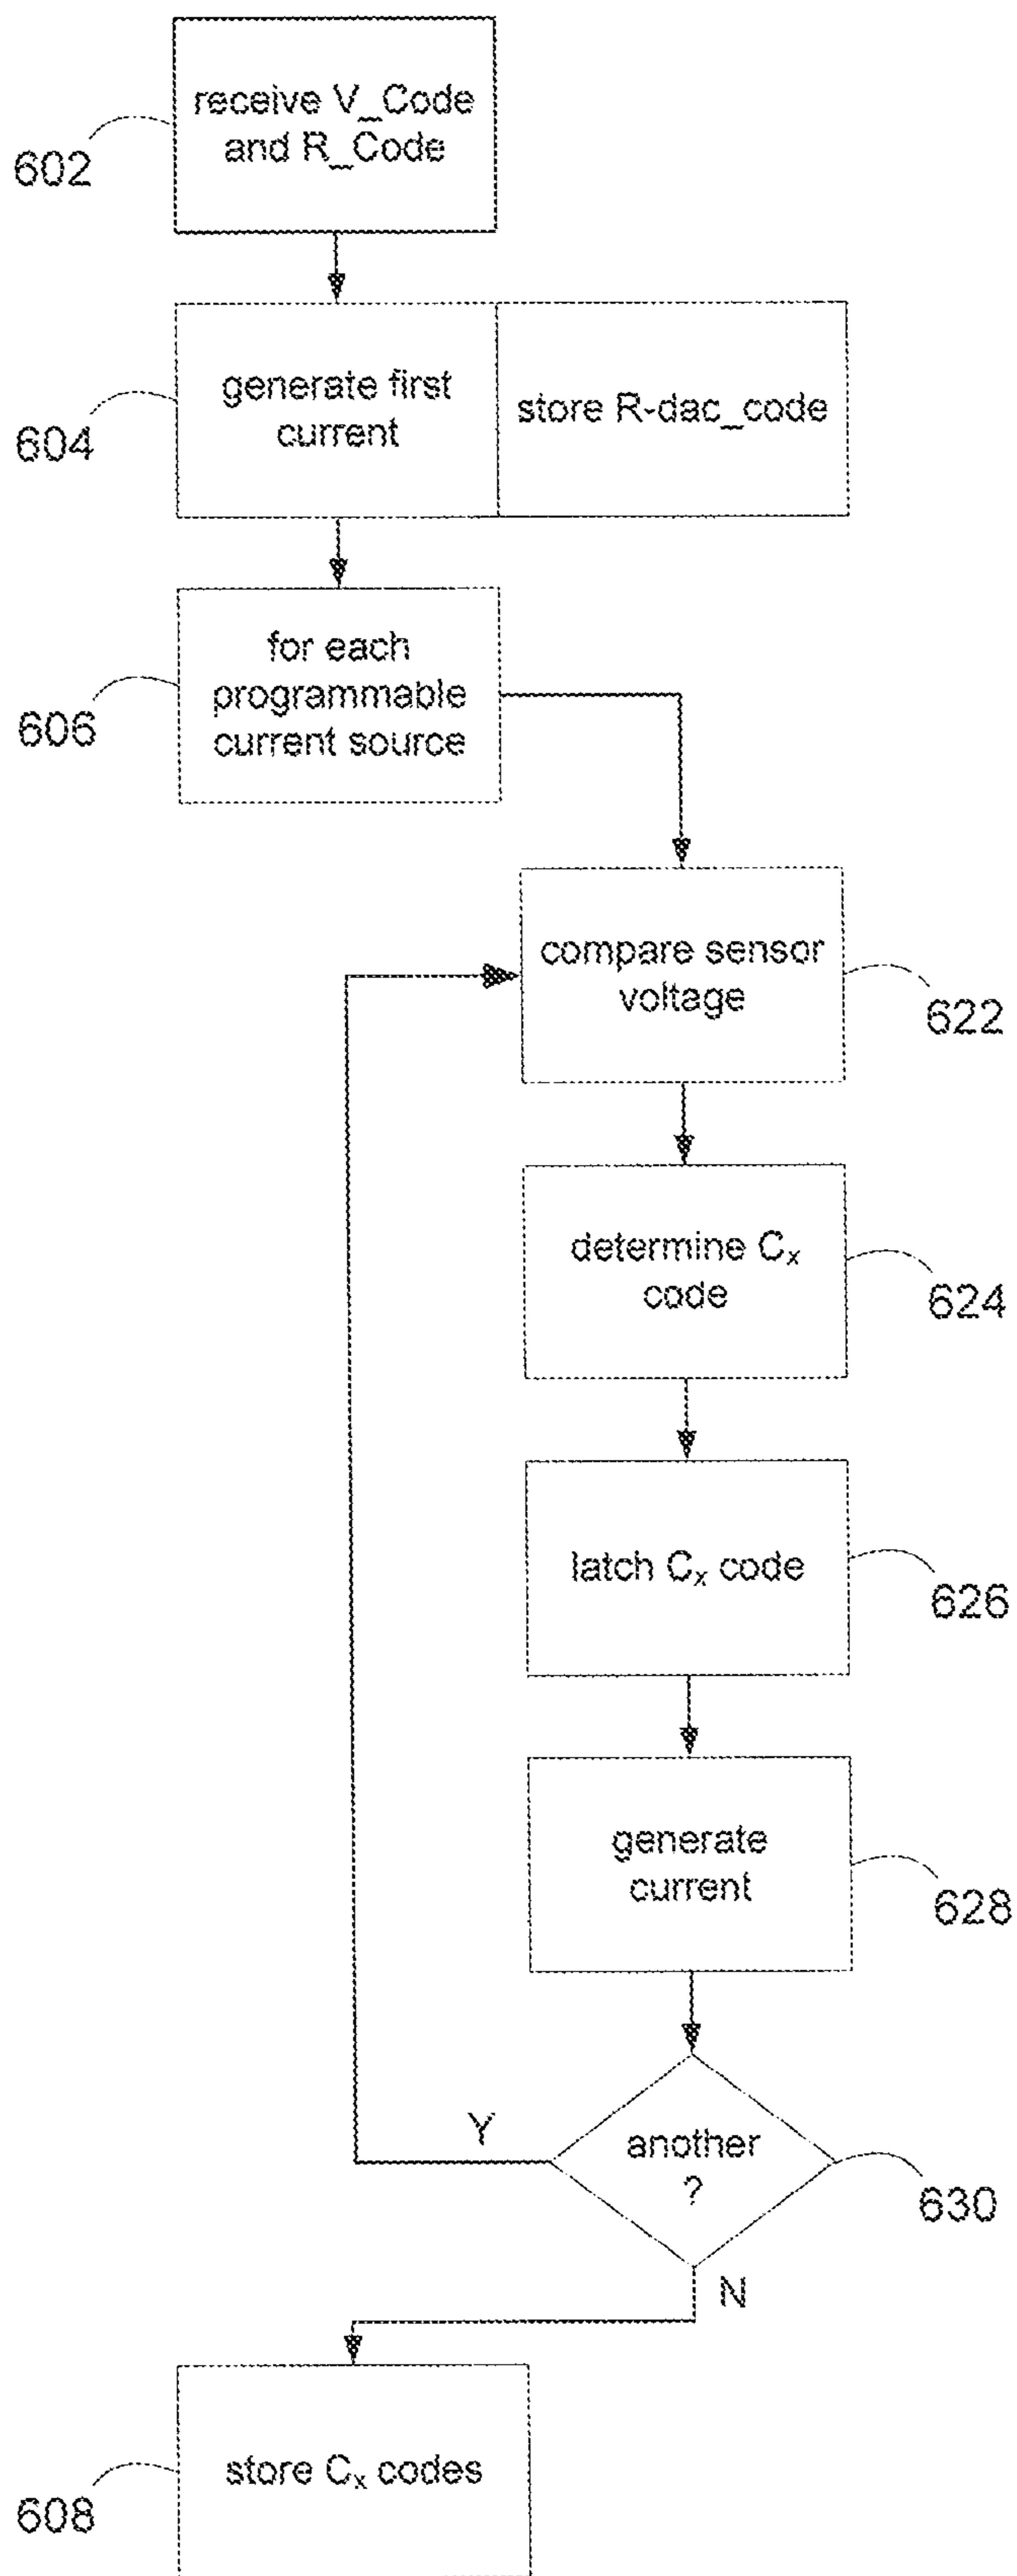 receive V_Code
and R_Code
602
generate first
current
store R-dac_code
604
for each
programmable
current source
606
compare sensor
voltage
622
determine Cₓ
code
624
latch Cₓ code
626
generate
current
628
Y
another
?
630
N
store Cₓ codes
608